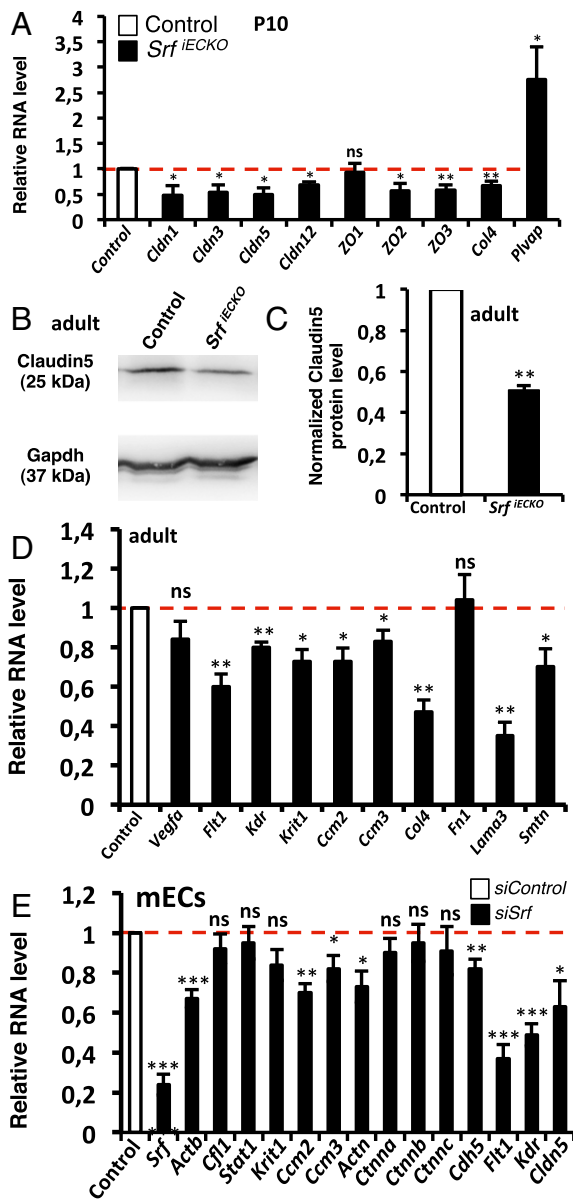 A
Control
P10
Srf iECKO
Relative RNA level
4
3,5
3
2,5
2
1,5
1
0,5
0
* * * * ns * ** ** *
Control Cldn1 Cldn3 Cldn5 Cldn12 ZO1 ZO2 ZO3 Col4 Plvap
B
adult
Control
Srf iECKO
Claudin5
(25 kDa)
Gapdh
(37 kDa)
C
adult
Normalized Claudin5
protein level
1
0,8
0,6
0,4
0,2
0
**
Control Srf iECKO
D
adult
Relative RNA level
1,4
1,2
1
0,8
0,6
0,4
0,2
0
ns ** ** * * * ** ns ** *
Control Vegfa Flt1 Kdr Krit1 Ccm2 Ccm3 Col4 Fn1 Lama3 Smtn
E
mECs
siControl
siSrf
Relative RNA level
1,2
1
0,8
0,6
0,4
0,2
0
*** *** ns ns ns ** * * ns ns ns ** *** *** *
Control Srf Actb Cfl1 Stat1 Krit1 Ccm2 Ccm3 Actn Ctnna Ctnnb Ctnnc Cdh5 Flt1 Kdr Cldn5